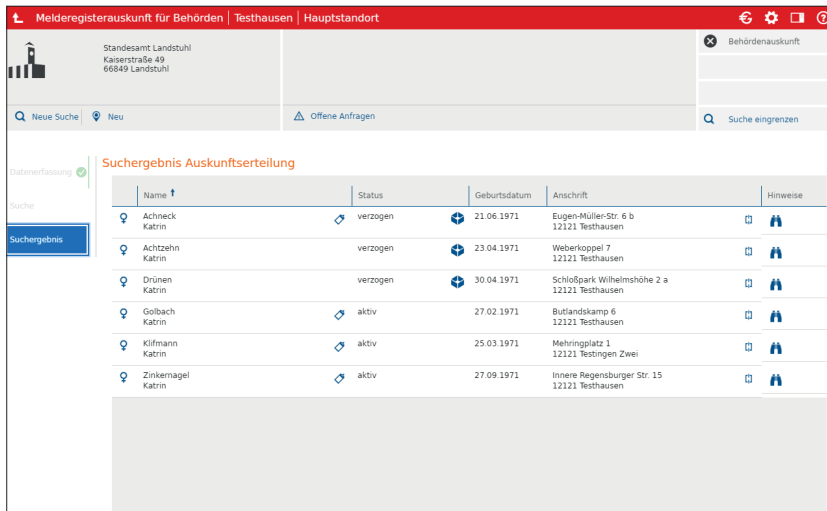 Melderegisterauskunft für Behörden | Testhausen | Hauptstandort
Standesamt Landstuhl
Kaiserstraße 49
66849 Landstuhl
Behördenauskunft
Neue Suche
Neu
Offene Anfragen
Suche eingrenzen
Datenerfassung
Suche
Suchergebnis
Suchergebnis Auskunftserteilung
Name Status Geburtsdatum Anschrift Hinweise
Achneck verzogen 21.06.1971 Eugen-Müller-Str. 6 b
Katrin 12121 Testhausen
Achtzehn verzogen 23.04.1971 Weberkoppel 7
Katrin 12121 Testhausen
Drünen verzogen 30.04.1971 Schloßpark Wilhelmshöhe 2 a
Katrin 12121 Testhausen
Golbach aktiv 27.02.1971 Butlandskamp 6
Katrin 12121 Testhausen
Klifmann aktiv 25.03.1971 Mehringplatz 1
Katrin 12121 Testingen Zwei
Zinkernagel aktiv 27.09.1971 Innere Regensburger Str. 15
Katrin 12121 Testhausen